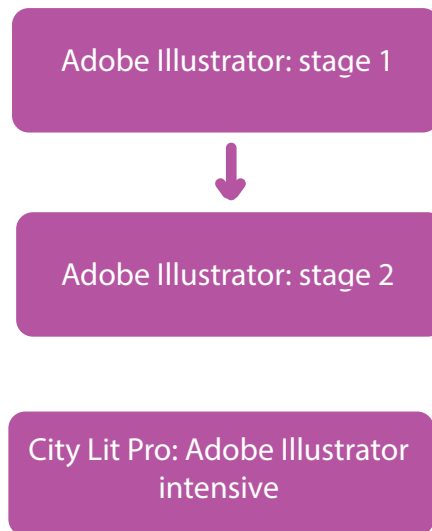 Adobe Illustrator: stage 1
Adobe Illustrator: stage 2
City Lit Pro: Adobe Illustrator
intensive